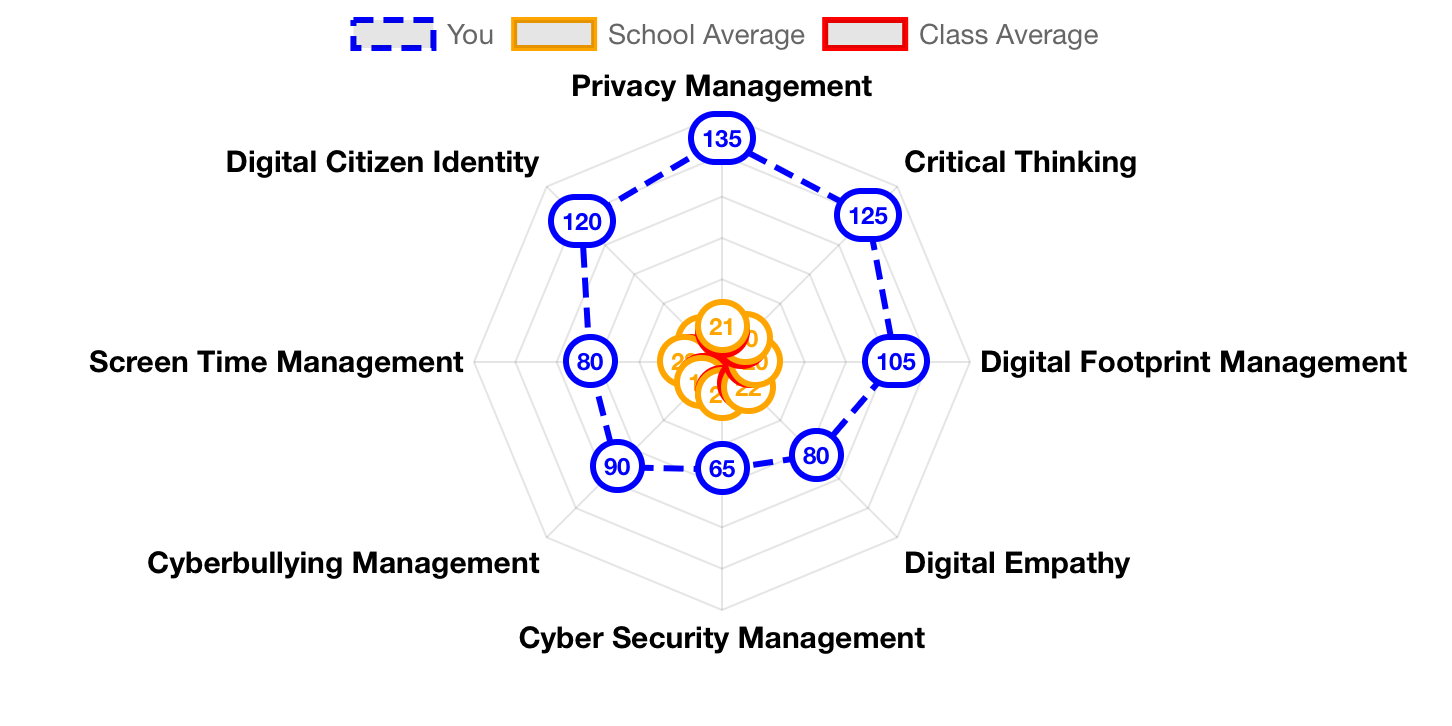 You School Average Class Average
Privacy Management
135
Digital Citizen Identity
Critical Thinking
120
125
21
Screen Time Management
80
105
Digital Footprint Management
22
90
65
80
Cyberbullying Management
Digital Empathy
Cyber Security Management